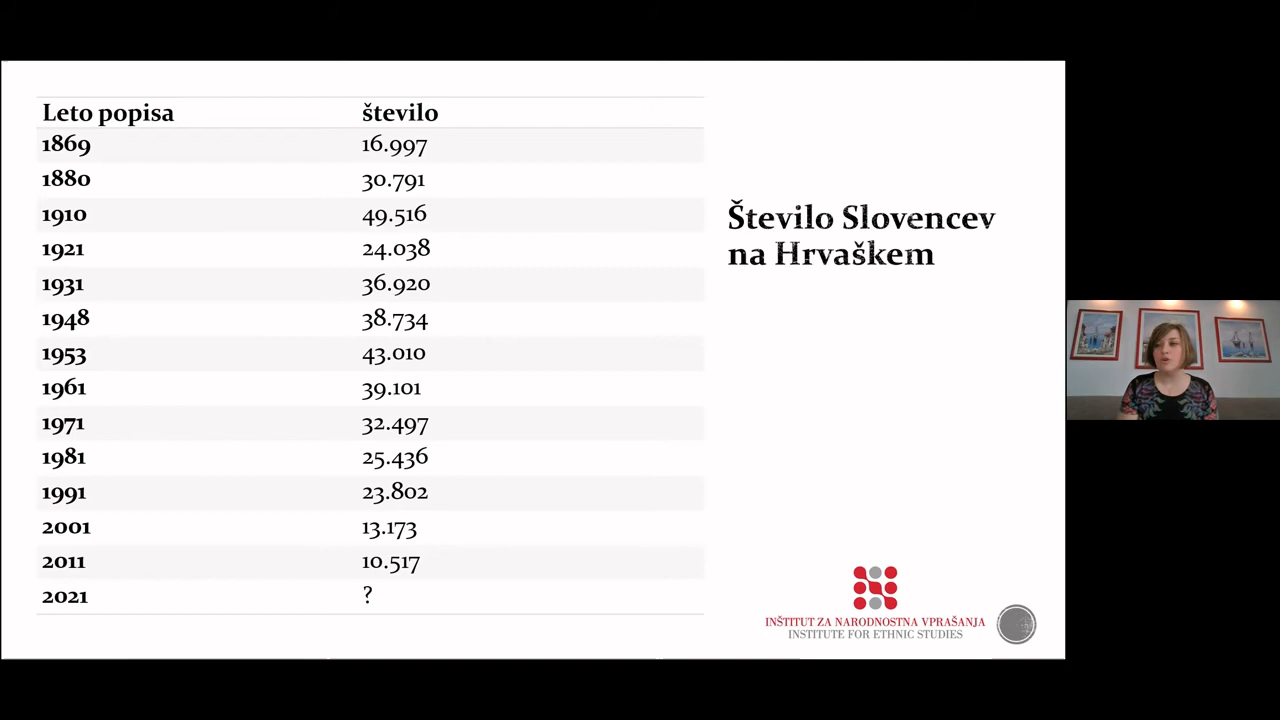 Leto popisa število
1869 16.997
1880 30.791
1910 49.516
1921 24.038
1931 36.920
1948 38.734
1953 43.010
1961 39.101
1971 32.497
1981 25.436
1991 23.802
2001 13.173
2011 10.517
2021 ?
Število Slovencev
na Hrvaškem
INŠTITUT ZA NARODNOSTNA VPRAŠANJA
INSTITUTE FOR ETHNIC STUDIES